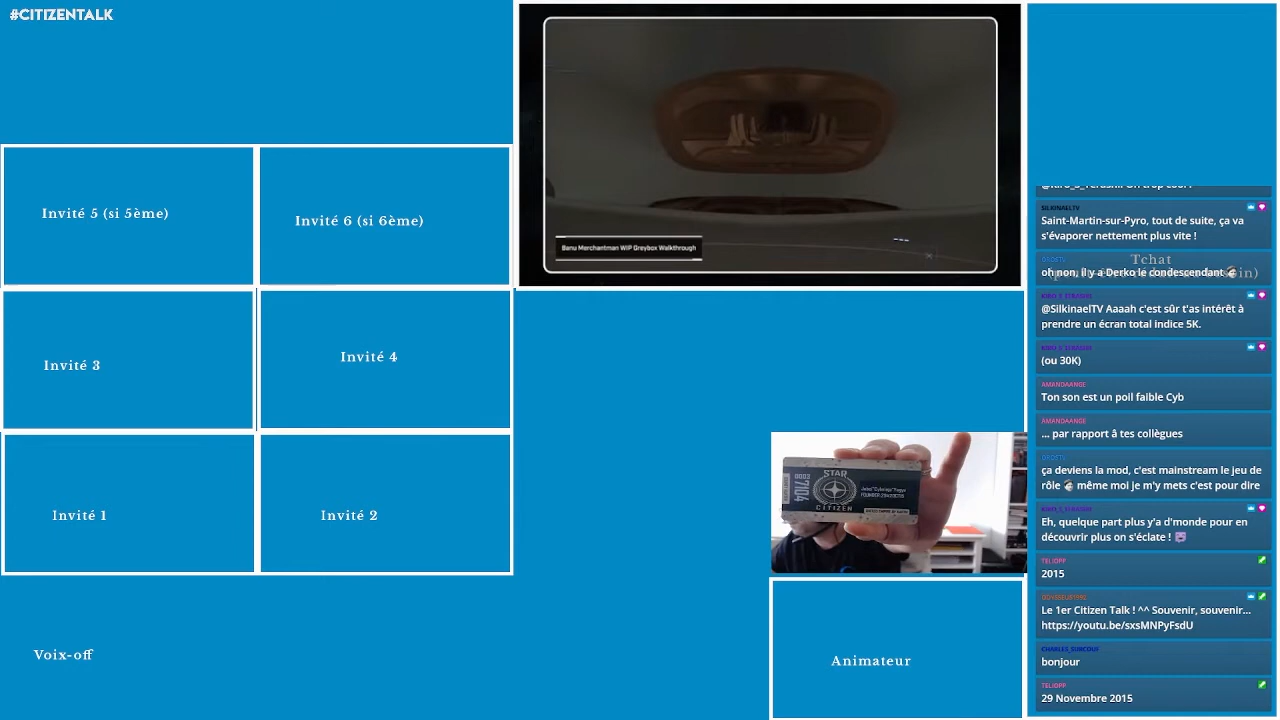 #CITIZENTALK
Invité 5 (si 5ème)
Invité 6 (si 6ème)
Invité 3
Invité 4
Invité 1
Invité 2
Voix-off
Banu Merchantman WIP Greybox Walkthrough
STAR
CITIZEN
7104
Animateur
SILKINAELTV
Saint-Martin-sur-Pyro, tout de suite, ça va
s'évaporer nettement plus vite !
Tchat
oh non, il y a Derko le condescendant
@SilkinaelTV Aaaah c'est sûr t'as intérêt à
prendre un écran total indice 5K.
(ou 30K)
AMANDAANGE
Ton son est un poil faible Cyb
AMANDAANGE
... par rapport â tes collègues
ça deviens la mod, c'est mainstream le jeu de
rôle même moi je m'y mets c'est pour dire
Eh, quelque part plus y'a d'monde pour en
découvrir plus on s'éclate !
TELIOPF
2015
Le 1er Citizen Talk ! ^^ Souvenir, souvenir...
https://youtu.be/sxsMNPyFsdU
CHARLES_SURCOUF
bonjour
TELIOPF
29 Novembre 2015